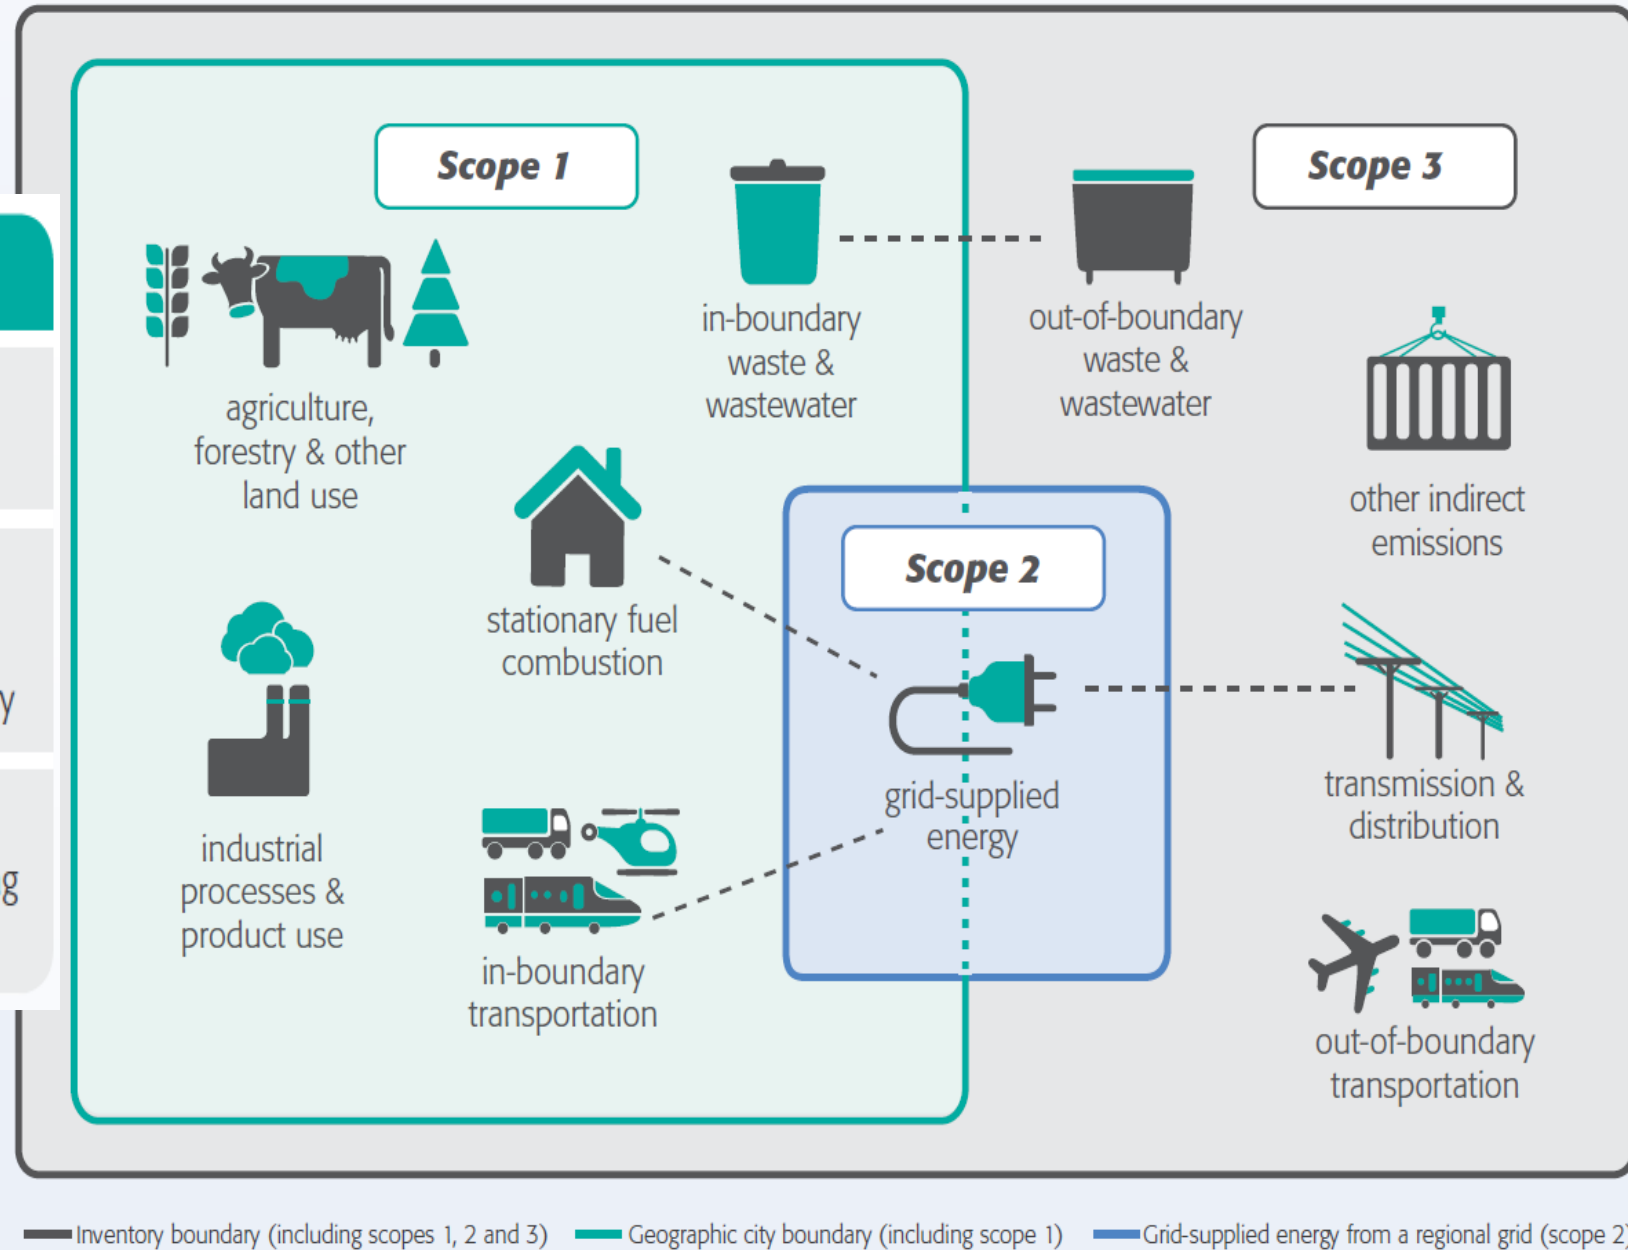 Scope 1
Scope 3
in-boundary
waste &
wastewater
out-of-boundary
waste &
wastewater
agriculture,
forestry & other
land use
other indirect
emissions
Scope 2
stationary fuel
combustion
grid-supplied
energy
transmission &
distribution
industrial
processes &
product use
in-boundary
transportation
out-of-boundary
transportation
y
g
Inventory boundary (including scopes 1, 2 and 3)
Geographic city boundary (including scope 1)
Grid-supplied energy from a regional grid (scope 2)